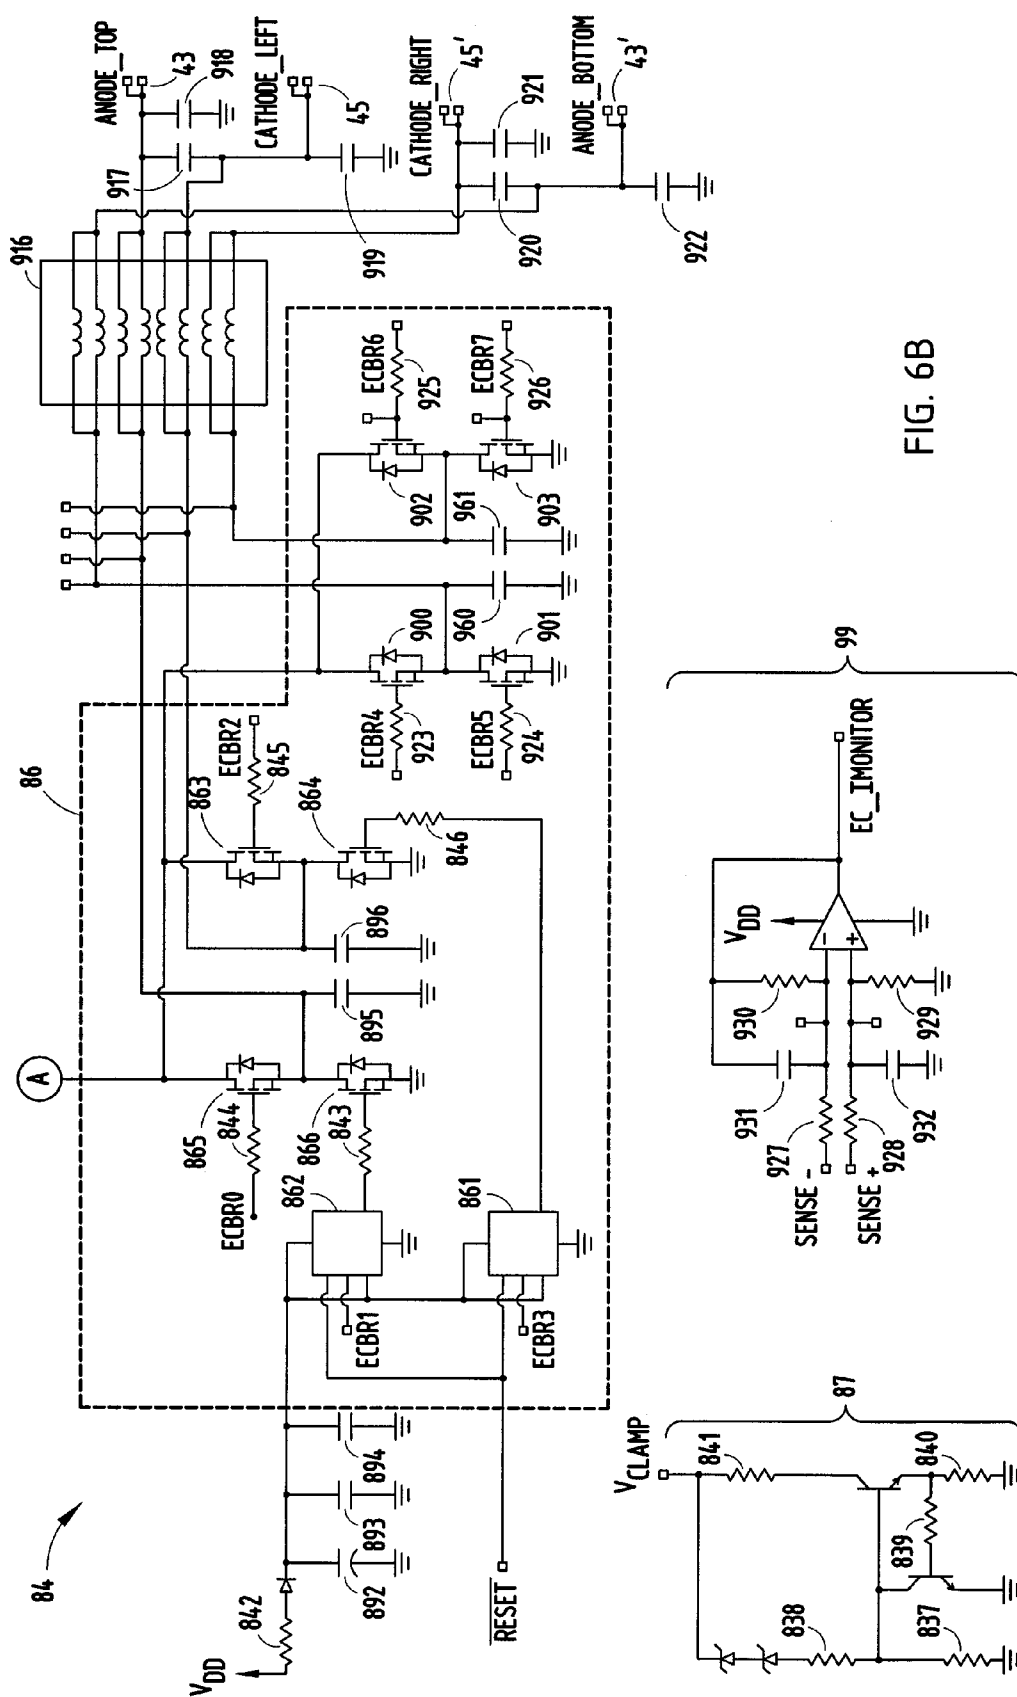 84
V_DD
842
892
893
894
RESET
86
A
ECBR0
844
865
ECBR1
862
843
866
ECBR3
861
895
896
863
ECBR2
845
864
846
ECBR4
923
900
ECBR5
924
901
960
961
902
ECBR6
925
903
ECBR7
926
916
917
ANODE_TOP
43
918
CATHODE_LEFT
45
919
CATHODE_RIGHT
45'
921
920
ANODE_BOTTOM
43'
922
V_CLAMP
841
87
838
839
840
837
SENSE -
SENSE +
927
928
931
932
930
929
V_DD
-
+
EC_IMONITOR
99
FIG. 6B